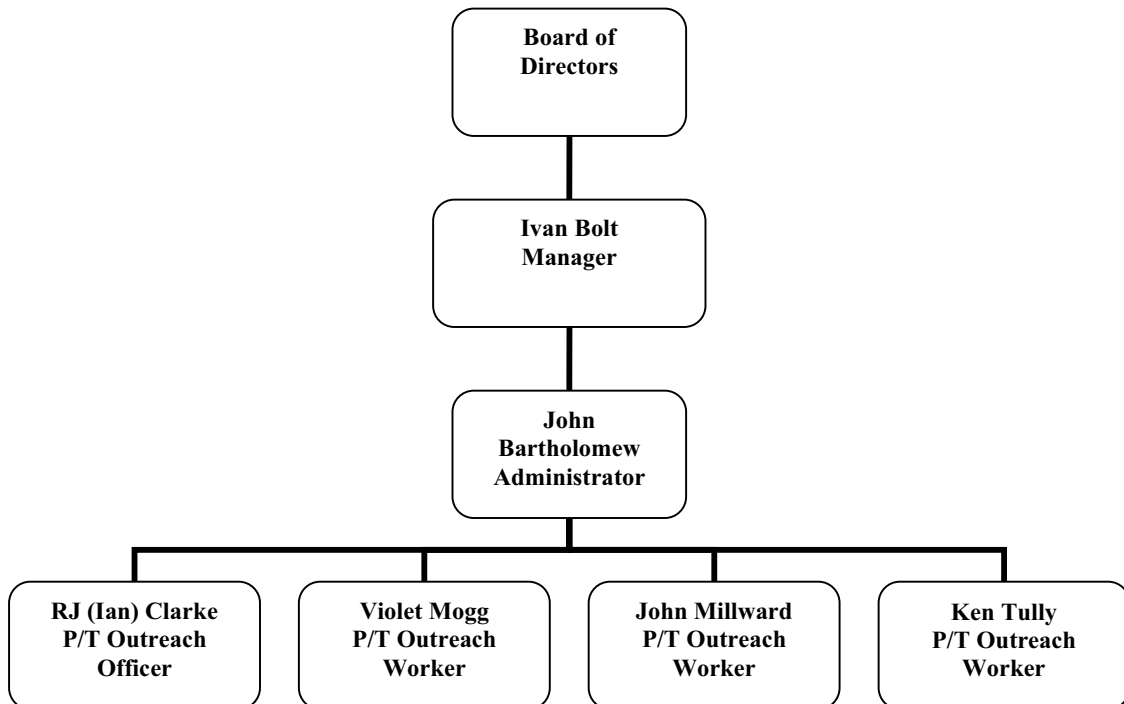 Board of
Directors
Ivan Bolt
Manager
John
Bartholomew
Administrator
RJ (Ian) Clarke
P/T Outreach
Officer
Violet Mogg
P/T Outreach
Worker
John Millward
P/T Outreach
Worker
Ken Tully
P/T Outreach
Worker